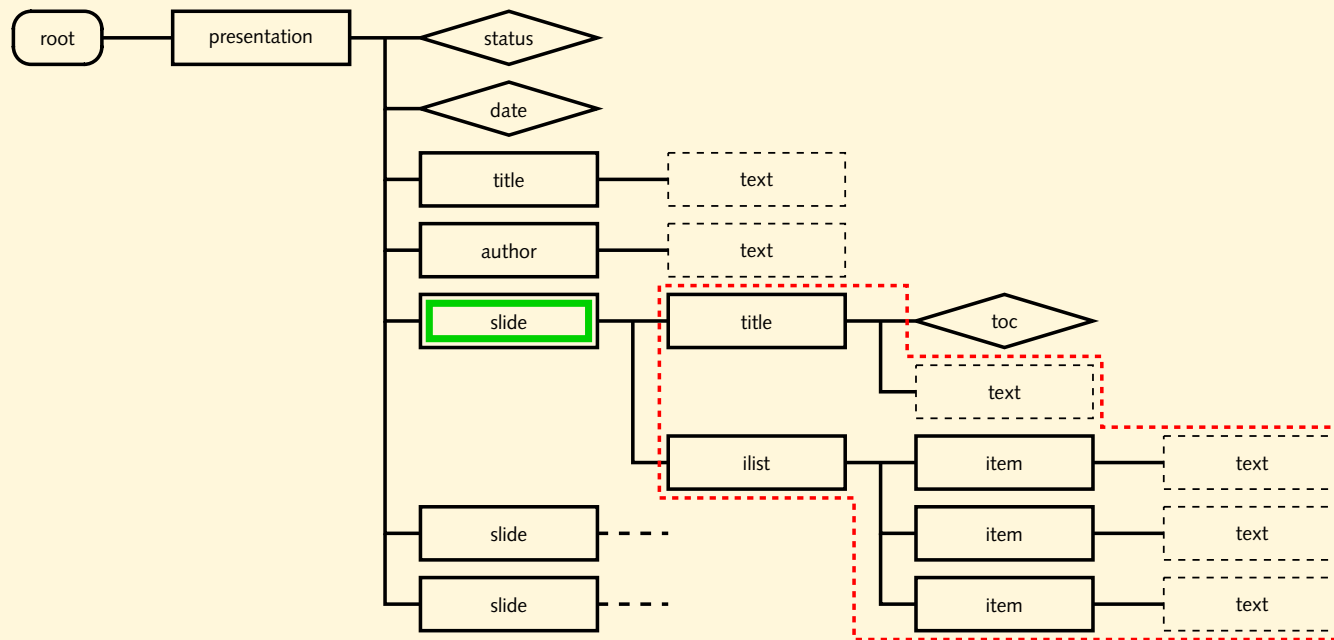 root
presentation
status
date
title
text
author
text
slide
title
toc
text
ilist
item
text
slide
item
text
slide
item
text